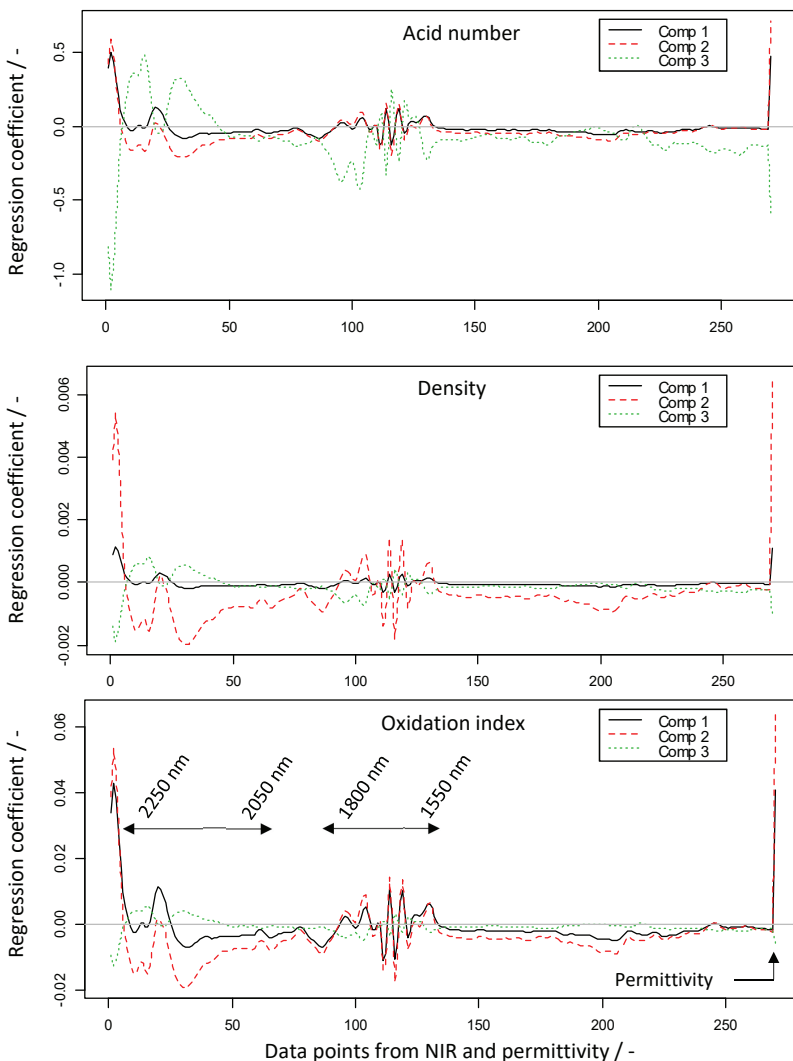 Acid number
Comp 1
Comp 2
Comp 3
Regression coefficient / -
0.5
0.0
-0.5
-1.0
0 50 100 150 200 250
Density
Comp 1
Comp 2
Comp 3
Regression coefficient / -
0.006
0.004
0.002
0.000
-0.002
0 50 100 150 200 250
Oxidation index
Comp 1
Comp 2
Comp 3
2250 nm
2050 nm
1800 nm
1550 nm
Permittivity
Regression coefficient / -
0.06
0.04
0.02
0.00
-0.02
0 50 100 150 200 250
Data points from NIR and permittivity / -